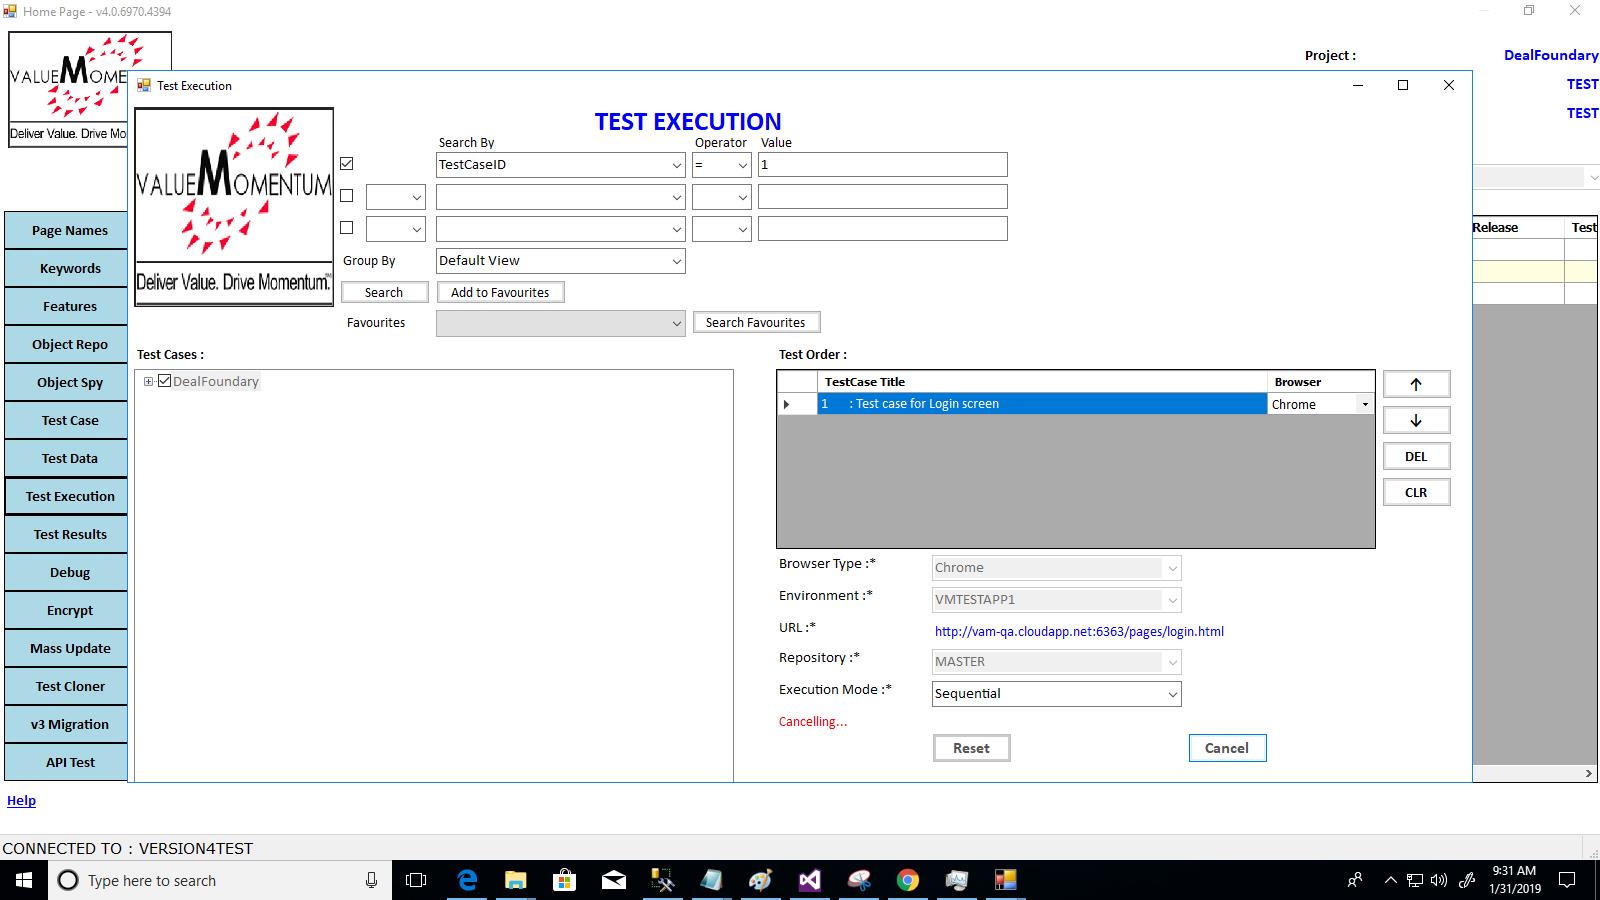 Home Page - v4.0.6970.4394
VALUEMOME
Deliver Value. Drive Mo
Project :
DealFoundary
TEST
TEST
Test Execution
VALUEMOMENTUM
Deliver Value. Drive Momentum.™
TEST EXECUTION
Search By
Operator
Value
TestCaseID
=
1
Group By
Default View
Search
Add to Favourites
Favourites
Search Favourites
Page Names
Keywords
Features
Object Repo
Object Spy
Test Case
Test Data
Test Execution
Test Results
Debug
Encrypt
Mass Update
Test Cloner
v3 Migration
API Test
Help
Release
Test
Test Cases :
DealFoundary
Test Order :
TestCase Title
Browser
1 : Test case for Login screen
Chrome
↑
↓
DEL
CLR
Browser Type :*
Chrome
Environment :*
VMTESTAPP1
URL :*
http://vam-qa.cloudapp.net:6363/pages/login.html
Repository :*
MASTER
Execution Mode :*
Sequential
Cancelling...
Reset
Cancel
CONNECTED TO : VERSION4TEST
Type here to search
9:31 AM
1/31/2019